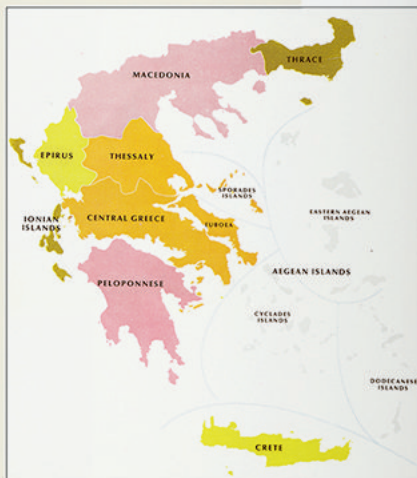 THRACE
MACEDONIA
EPIRUS
THESSALY
SPORADES
ISLANDS
IONIAN
ISLANDS
CENTRAL GREECE
EUBOEA
EASTERN AEGEAN
ISLANDS
AEGEAN ISLANDS
PELOPONNESE
CYCLADES
ISLANDS
DODECANESE
ISLANDS
CRETE